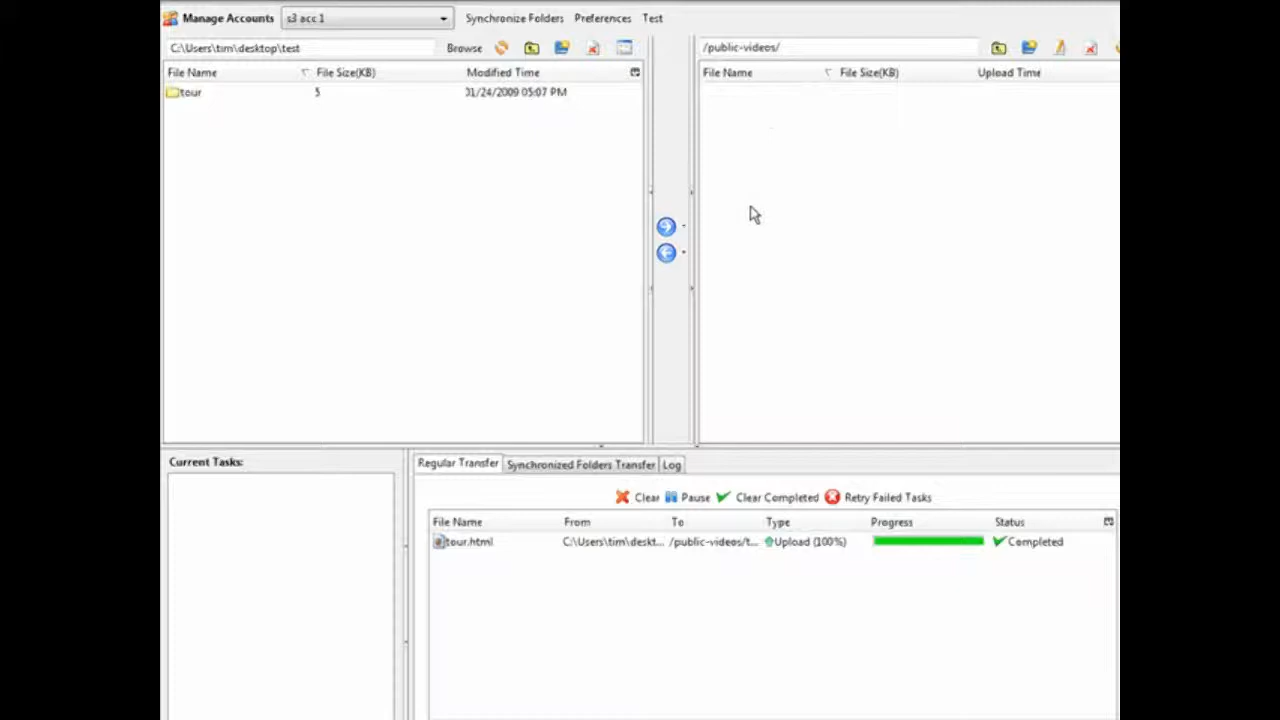 Manage Accounts s3 acc 1 Synchronize Folders Preferences Test
C:\Users\tim\desktop\test Browse /public-videos/
File Name File Size(KB) Modified Time File Name File Size(KB) Upload Time
tour 5 01/24/2009 05:07 PM
Current Tasks: Regular Transfer Synchronized Folders Transfer Log
Clear Pause Clear Completed Retry Failed Tasks
File Name From To Type Progress Status
tour.html C:\Users\tim\deskt... /public-videos/t... Upload (100%) Completed